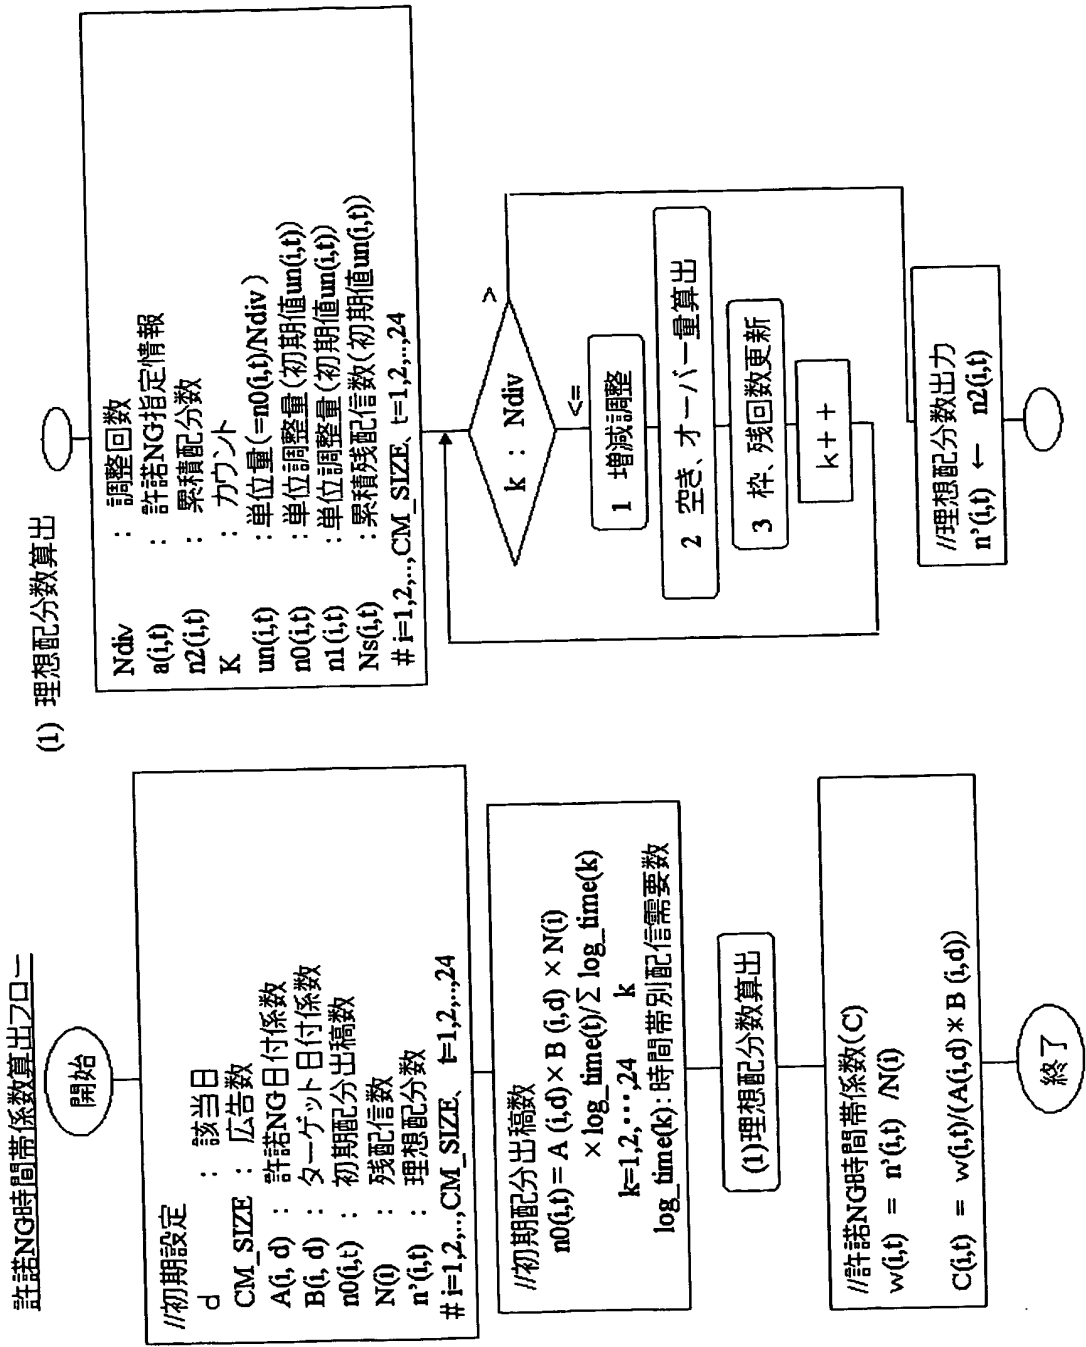 許諾NG時間帯係数算出フロー
開始
//初期設定
d : 該当日
CM_SIZE : 広告数
A(i, d) : 許諾NG日付係数
B(i, d) : ターゲット日付係数
n0(i,t) : 初期配分出稿数
N(i) : 残配信数
n'(i,t) : 理想配分数
# i=1,2,..,CM_SIZE、 t=1,2,..,24
//初期配分出稿数
n0(i,t) = A (i,d) × B (i,d) × N(i)
× log_time(t)/∑ log_time(k)
k=1,2,…,24 k
log_time(k) : 時間帯別配信需要数
(1)理想配分数算出
//許諾NG時間帯係数(C)
w(i,t) = n'(i,t) /N(i)
C(i,t) = w(i,t)/(A(i,d) × B (i,d))
終了
(1) 理想配分数算出
Ndiv : 調整回数
a(i,t) : 許諾NG指定情報
n2(i,t) : 累積配分数
K : カウント
un(i,t) : 単位量(=n0(i,t)/Ndiv)
n0(i,t) : 単位調整量(初期値un(i,t))
n1(i,t) : 単位調整量(初期値un(i,t))
Ns(i,t) : 累積残配信数(初期値un(i,t))
# i=1,2,..,CM_SIZE、 t=1,2,..,24
k : Ndiv
>
<=
1 増減調整
2 空き、オーバー量算出
3 枠、残回数更新
k++
//理想配分数出力
n'(i,t) ← n2(i,t)